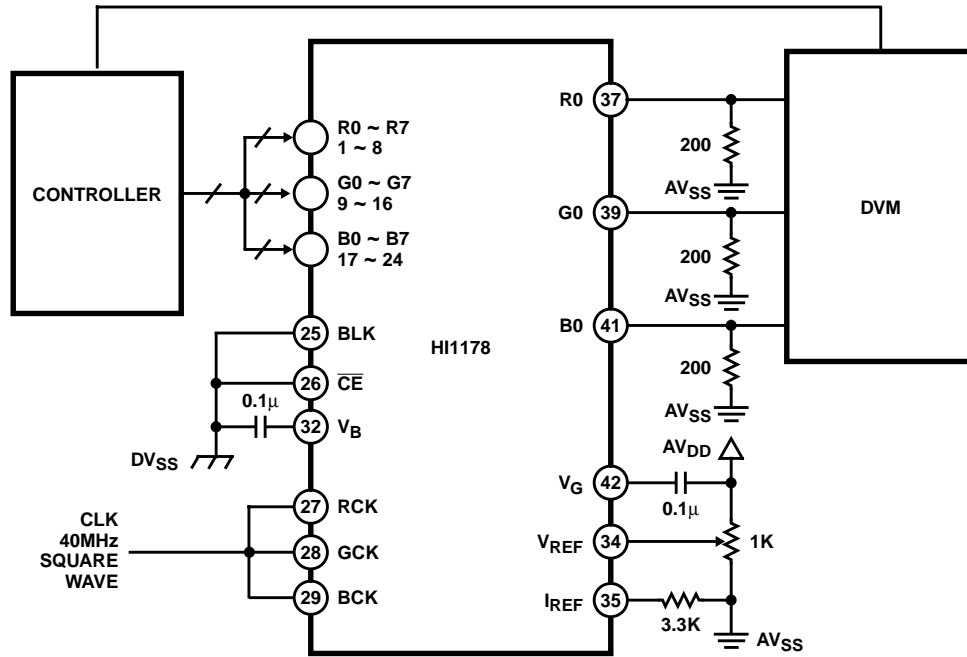 CONTROLLER
R0 ~ R7
1 ~ 8
G0 ~ G7
9 ~ 16
B0 ~ B7
17 ~ 24
25 BLK
26 CE
0.1μ
32 VB
DVSS
CLK
40MHz
SQUARE
WAVE
27 RCK
28 GCK
29 BCK
HI1178
R0 37
200
AVSS
G0 39
200
AVSS
B0 41
200
AVSS
DVM
AVDD
VG 42
0.1μ
VREF 34
1K
IREF 35
3.3K
AVSS